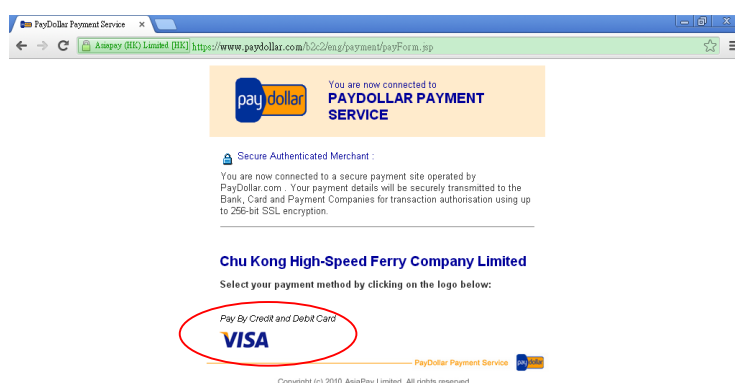 PayDollar Payment Service
Asiapay (HK) Limited [HK] https://www.paydollar.com/b2c2/eng/payment/payForm.jsp
pay dollar
You are now connected to
PAYDOLLAR PAYMENT
SERVICE
Secure Authenticated Merchant :
You are now connected to a secure payment site operated by
PayDollar.com . Your payment details will be securely transmitted to the
Bank, Card and Payment Companies for transaction authorisation using up
to 256-bit SSL encryption.
Chu Kong High-Speed Ferry Company Limited
Select your payment method by clicking on the logo below:
Pay By Credit and Debit Card
VISA
PayDollar Payment Service pay dollar
Copyright (c) 2010 AsiaPay Limited. All rights reserved